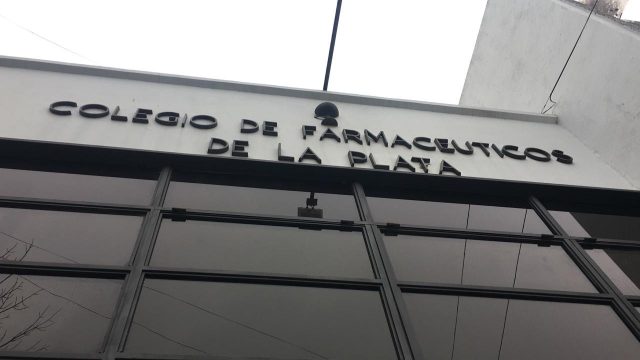 COLEGIO DE FARMACEUTICOS
DE LA PLATA